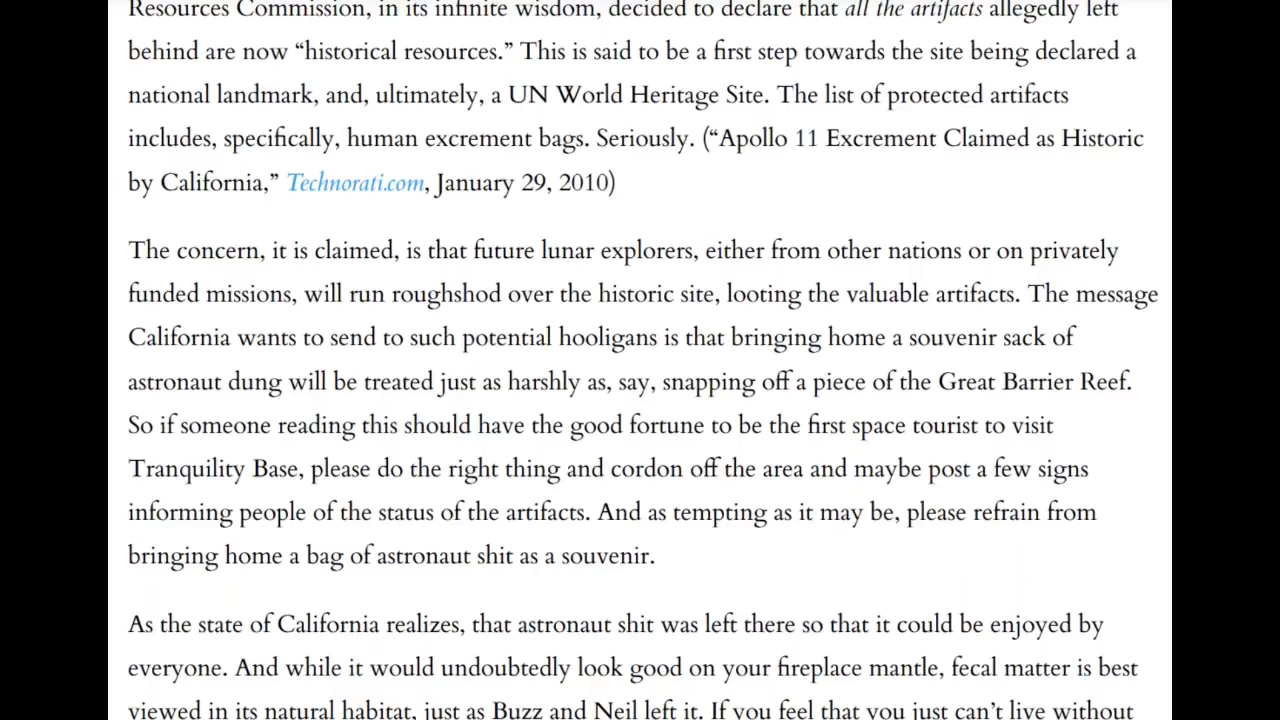 Resources Commission, in its infinite wisdom, decided to declare that all the artifacts allegedly left
behind are now “historical resources.” This is said to be a first step towards the site being declared a
national landmark, and, ultimately, a UN World Heritage Site. The list of protected artifacts
includes, specifically, human excrement bags. Seriously. (“Apollo 11 Excrement Claimed as Historic
by California,” Technorati.com, January 29, 2010)
The concern, it is claimed, is that future lunar explorers, either from other nations or on privately
funded missions, will run roughshod over the historic site, looting the valuable artifacts. The message
California wants to send to such potential hooligans is that bringing home a souvenir sack of
astronaut dung will be treated just as harshly as, say, snapping off a piece of the Great Barrier Reef.
So if someone reading this should have the good fortune to be the first space tourist to visit
Tranquility Base, please do the right thing and cordon off the area and maybe post a few signs
informing people of the status of the artifacts. And as tempting as it may be, please refrain from
bringing home a bag of astronaut shit as a souvenir.
As the state of California realizes, that astronaut shit was left there so that it could be enjoyed by
everyone. And while it would undoubtedly look good on your fireplace mantle, fecal matter is best
viewed in its natural habitat, just as Buzz and Neil left it. If you feel that you just can’t live without